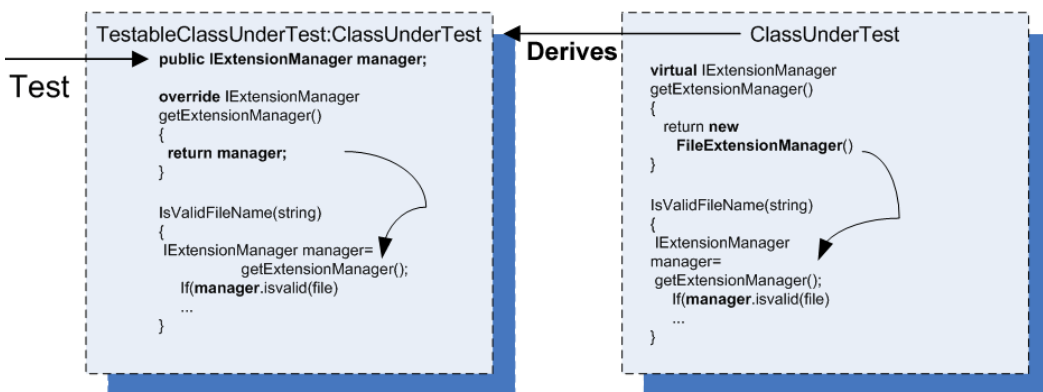 Test
TestableClassUnderTest:ClassUnderTest
public IExtensionManager manager;
override IExtensionManager
getExtensionManager()
{
return manager;
}
IsValidFileName(string)
{
IExtensionManager manager=
getExtensionManager();
If(manager.isvalid(file)
...
}
Derives
ClassUnderTest
virtual IExtensionManager
getExtensionManager()
{
return new
FileExtensionManager()
}
IsValidFileName(string)
{
IExtensionManager
manager=
getExtensionManager();
If(manager.isvalid(file)
...
}